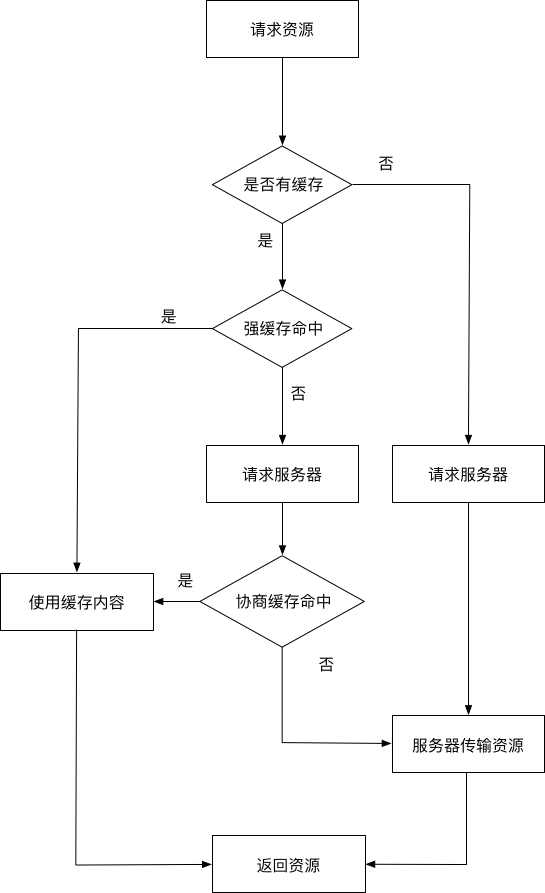 请求资源
是否有缓存
否
是
强缓存命中
是
否
请求服务器
请求服务器
使用缓存内容
是
协商缓存命中
否
服务器传输资源
返回资源